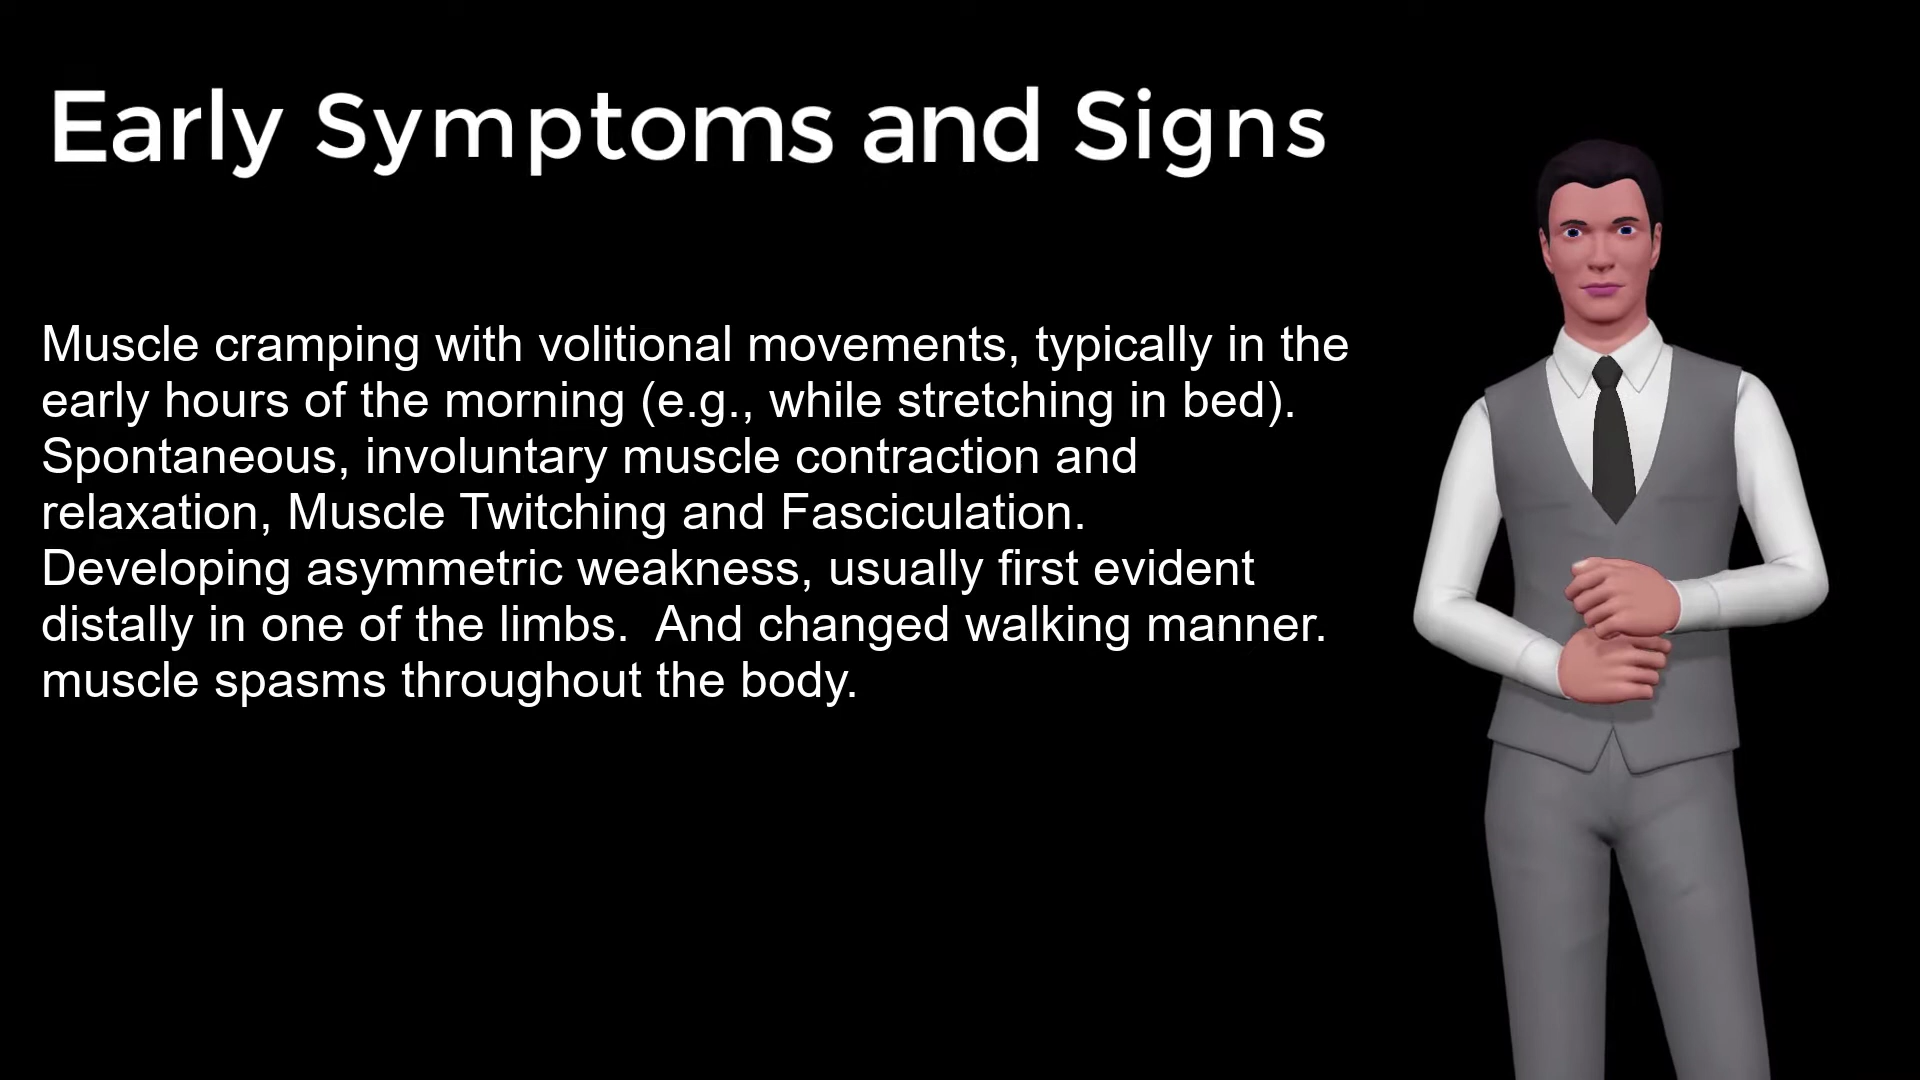 Early Symptoms and Signs
Muscle cramping with volitional movements, typically in the
early hours of the morning (e.g., while stretching in bed).
Spontaneous, involuntary muscle contraction and
relaxation, Muscle Twitching and Fasciculation.
Developing asymmetric weakness, usually first evident
distally in one of the limbs.  And changed walking manner.
muscle spasms throughout the body.